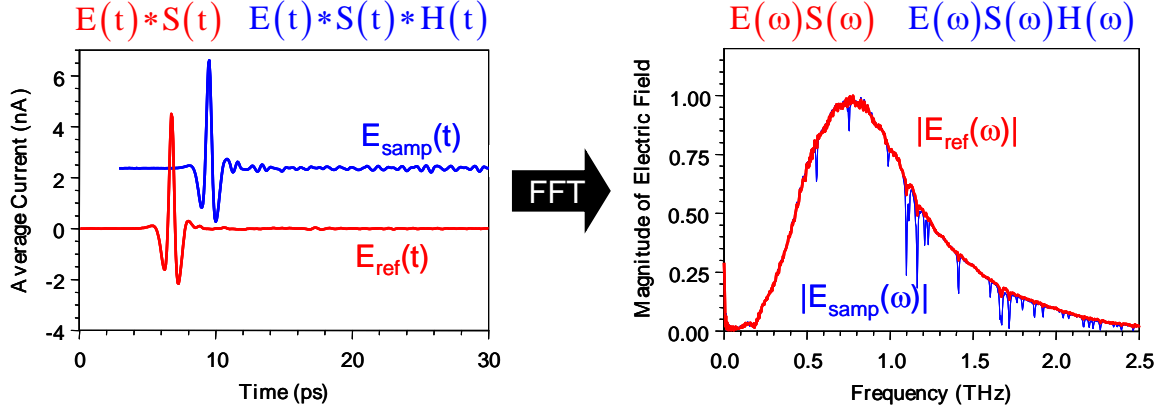 E(t)∗S(t) E(t)∗S(t)∗H(t)
E(ω)S(ω) E(ω)S(ω)H(ω)
Average Current (nA)
6
4
2
0
-2
-4
E_samp(t)
E_ref(t)
0 10 20 30
Time (ps)
FFT
Magnitude of Electric Field
1.00
0.75
0.50
0.25
0.00
|E_ref(ω)|
|E_samp(ω)|
0.0 0.5 1.0 1.5 2.0 2.5
Frequency (THz)